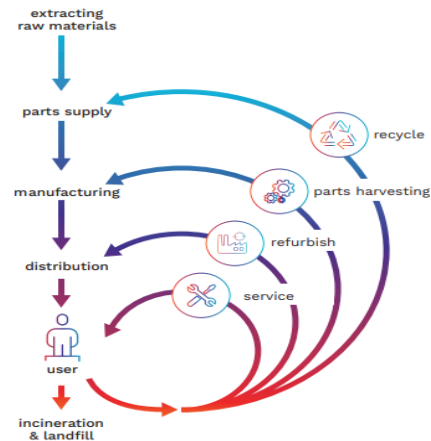 extracting
raw materials
parts supply
recycle
manufacturing
parts harvesting
refurbish
distribution
service
user
incineration
& landfill